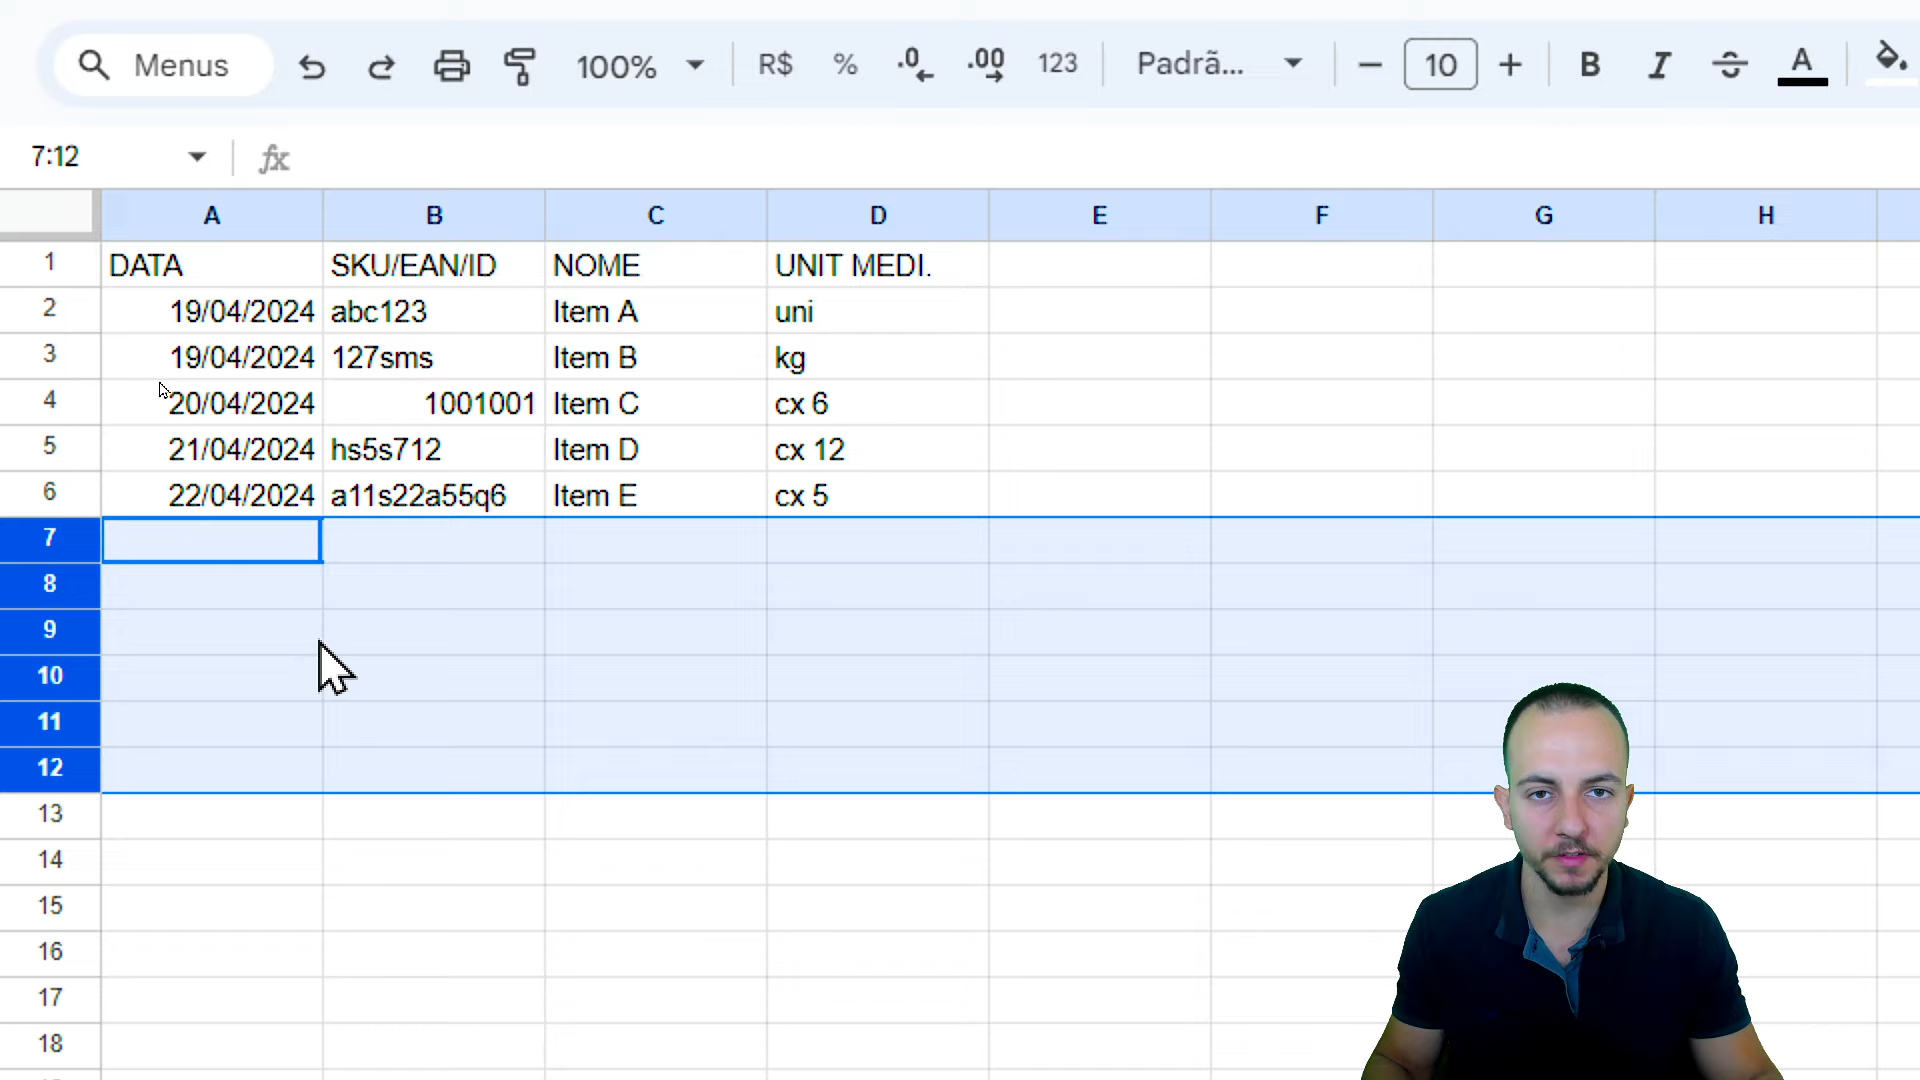 Menus 100% R$ % .0 .00 123 Padrã... − 10 + B I A
7:12 fx
A B C D E F G H
1 DATA SKU/EAN/ID NOME UNIT MEDI.
2 19/04/2024 abc123 Item A uni
3 19/04/2024 127sms Item B kg
4 20/04/2024 1001001 Item C cx 6
5 21/04/2024 hs5s712 Item D cx 12
6 22/04/2024 a11s22a55q6 Item E cx 5
7
8
9
10
11
12
13
14
15
16
17
18